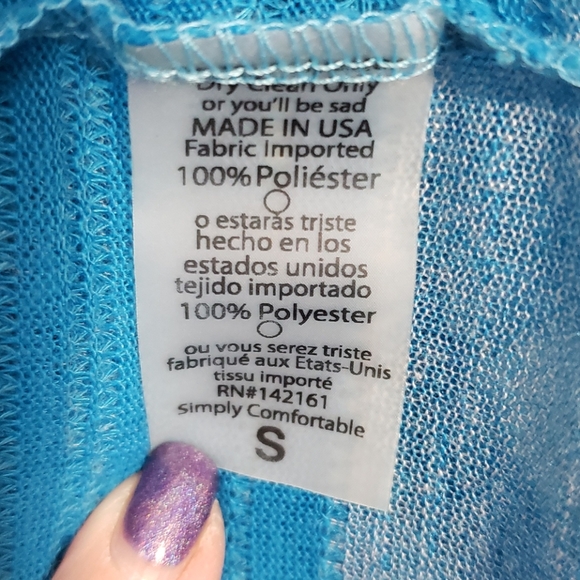 Dry Clean Only
or you'll be sad
MADE IN USA
Fabric Imported
100% Poliéster
o estarás triste
hecho en los
estados unidos
tejido importado
100% Polyester
ou vous serez triste
fabriqué aux Etats-Unis
tissu importé
RN#142161
Simply Comfortable
S